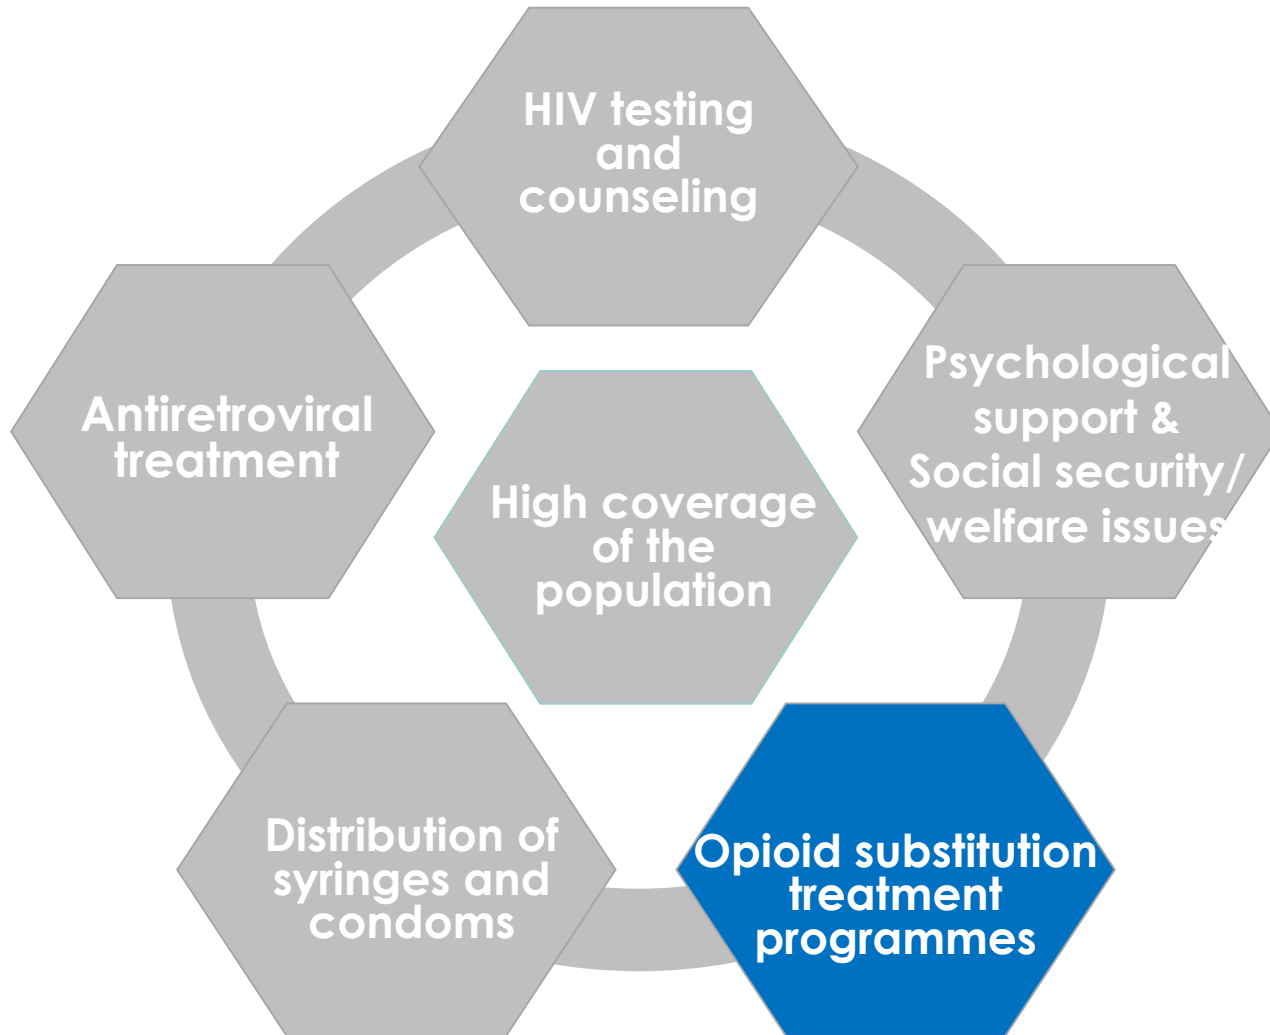 HIV testing
and
counseling
Psychological
support &
Social security/
welfare issues
Antiretroviral
treatment
High coverage
of the
population
Distribution of
syringes and
condoms
Opioid substitution
treatment
programmes